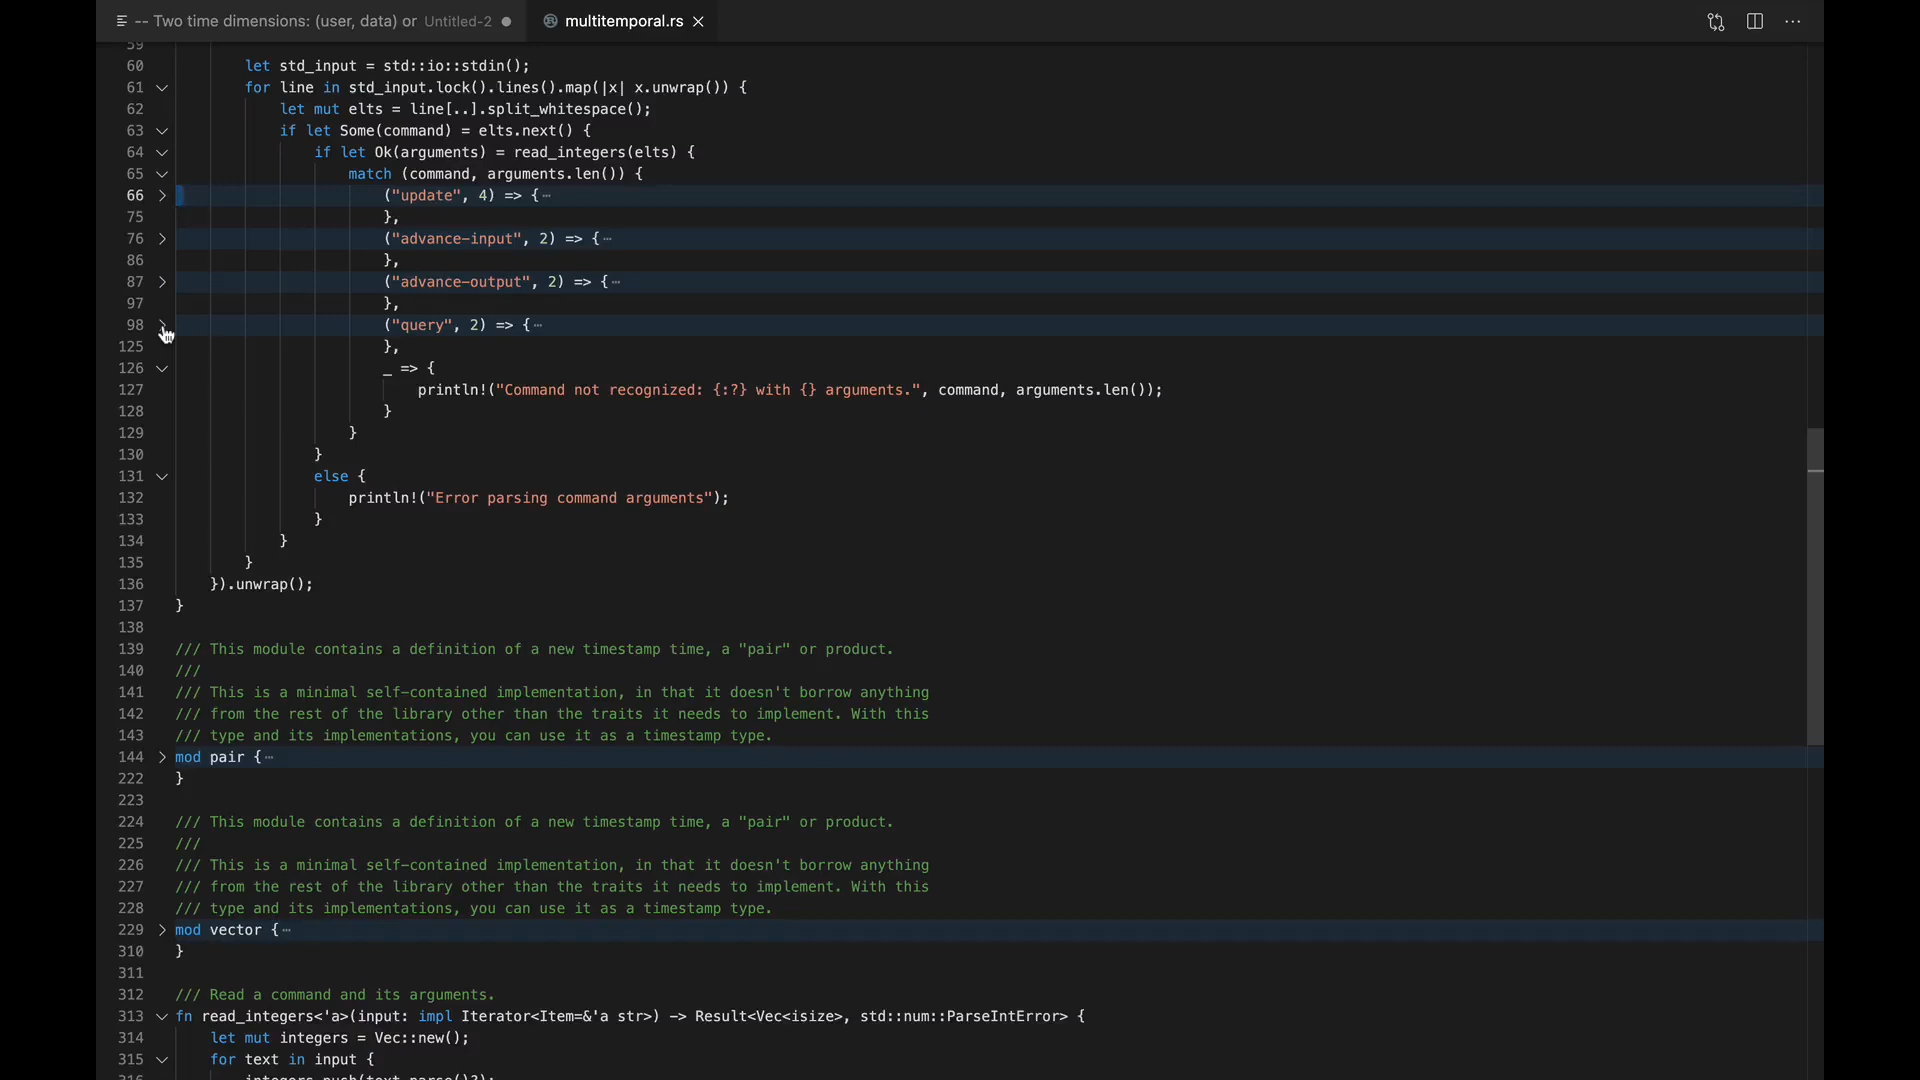 -- Two time dimensions: (user, data) or Untitled-2 ● multitemporal.rs
59
60 let std_input = std::io::stdin();
61 for line in std_input.lock().lines().map(|x| x.unwrap()) {
62 let mut elts = line[..].split_whitespace();
63 if let Some(command) = elts.next() {
64 if let Ok(arguments) = read_integers(elts) {
65 match (command, arguments.len()) {
66 ("update", 4) => {⋯
75 },
76 ("advance-input", 2) => {⋯
86 },
87 ("advance-output", 2) => {⋯
97 },
98 ("query", 2) => {⋯
125 },
126 _ => {
127 println!("Command not recognized: {:?} with {} arguments.", command, arguments.len());
128 }
129 }
130 }
131 else {
132 println!("Error parsing command arguments");
133 }
134 }
135 }
136 }).unwrap();
137 }
138
139 /// This module contains a definition of a new timestamp time, a "pair" or product.
140 ///
141 /// This is a minimal self-contained implementation, in that it doesn't borrow anything
142 /// from the rest of the library other than the traits it needs to implement. With this
143 /// type and its implementations, you can use it as a timestamp type.
144 mod pair {⋯
222 }
223
224 /// This module contains a definition of a new timestamp time, a "pair" or product.
225 ///
226 /// This is a minimal self-contained implementation, in that it doesn't borrow anything
227 /// from the rest of the library other than the traits it needs to implement. With this
228 /// type and its implementations, you can use it as a timestamp type.
229 mod vector {⋯
310 }
311
312 /// Read a command and its arguments.
313 fn read_integers<'a>(input: impl Iterator<Item=&'a str>) -> Result<Vec<isize>, std::num::ParseIntError> {
314 let mut integers = Vec::new();
315 for text in input {
316 integers.push(text.parse()?);